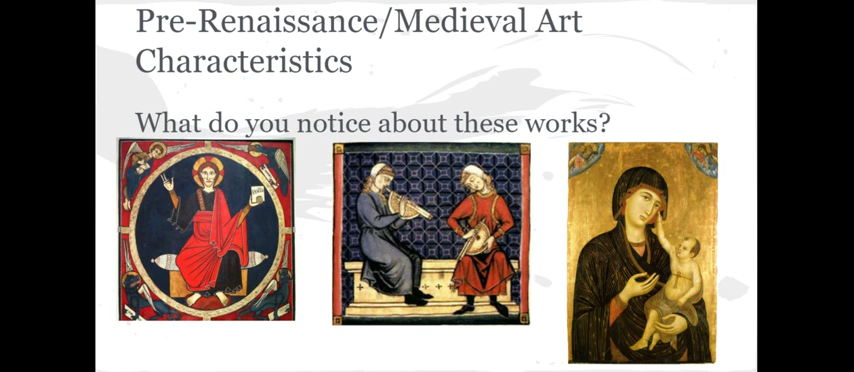 Pre-Renaissance/Medieval Art
Characteristics
What do you notice about these works?